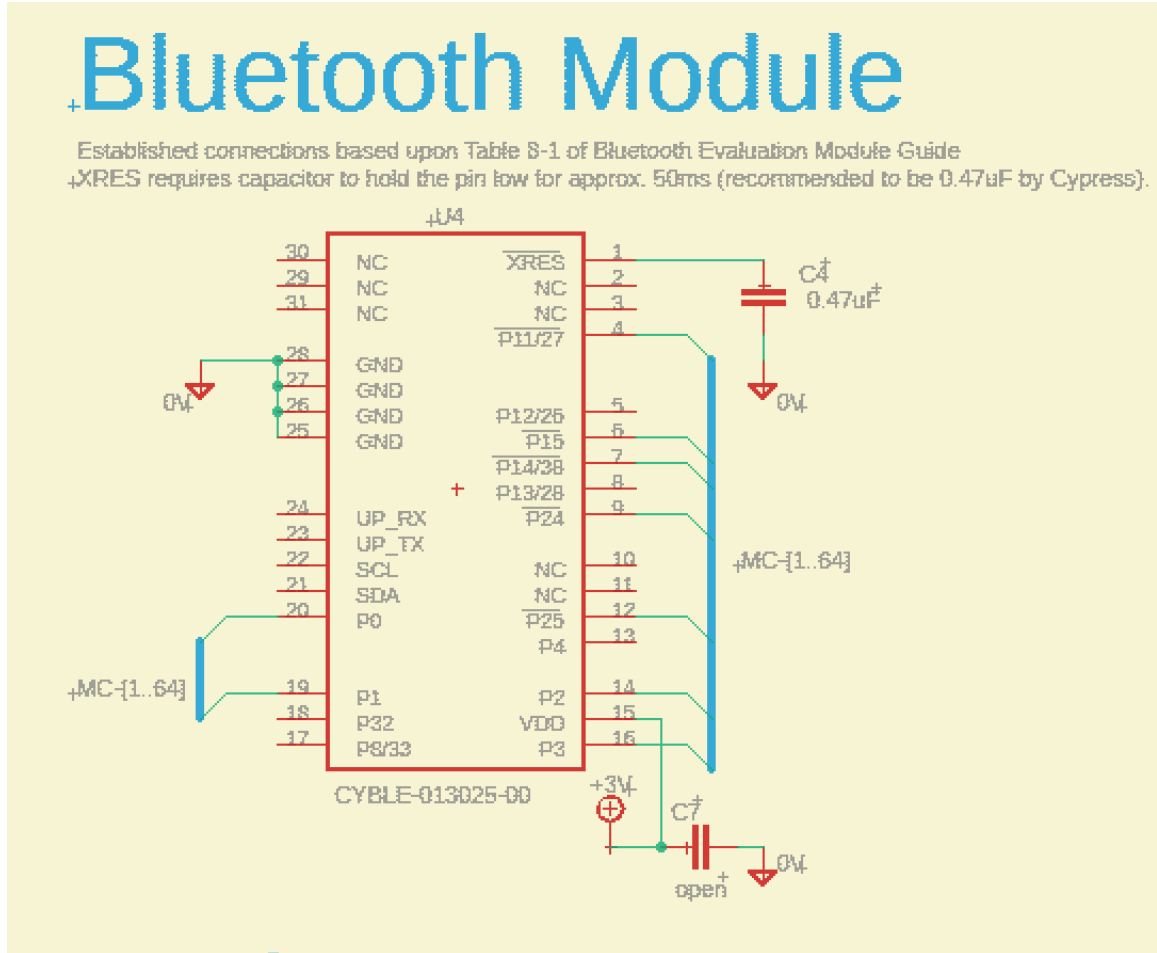 Bluetooth Module
Established connections based upon Table 8-1 of Bluetooth Evaluation Module Guide
XRES requires capacitor to hold the pin low for approx. 50ms (recommended to be 0.47uF by Cypress).
U4
30 NC XRES 1
29 NC NC 2
31 NC NC 3
P11/27 4
28 GND
27 GND
26 GND P12/26 5
25 GND P15 6
P14/38 7
P13/28 8
24 UP_RX P24 9
23 UP_TX
22 SCL NC 10
21 SDA NC 11
20 P0 P25 12
P4 13
19 P1 P2 14
18 P32 VDD 15
17 P8/33 P3 16
CYBLE-013025-00
C4
0.47uF
0V
0V
MC-[1..64]
MC-[1..64]
+3V
C7
0V
open